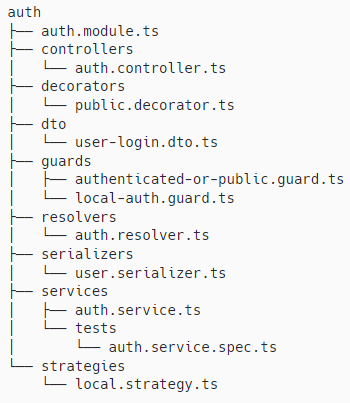 auth
├── auth.module.ts
├── controllers
│   └── auth.controller.ts
├── decorators
│   └── public.decorator.ts
├── dto
│   └── user-login.dto.ts
├── guards
│   ├── authenticated-or-public.guard.ts
│   └── local-auth.guard.ts
├── resolvers
│   └── auth.resolver.ts
├── serializers
│   └── user.serializer.ts
├── services
│   ├── auth.service.ts
│   └── tests
│       └── auth.service.spec.ts
└── strategies
    └── local.strategy.ts